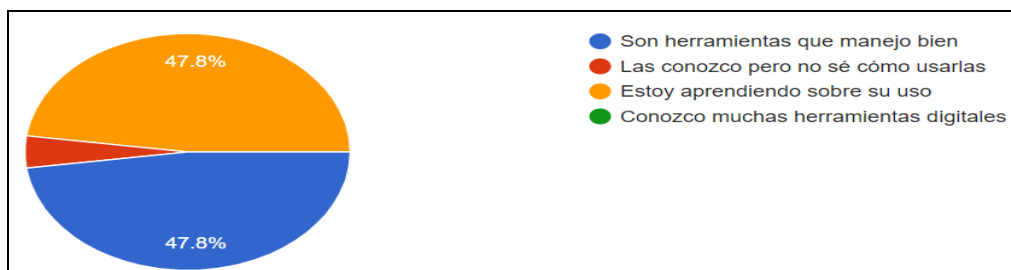 47.8%
47.8%
Son herramientas que manejo bien
Las conozco pero no sé cómo usarlas
Estoy aprendiendo sobre su uso
Conozco muchas herramientas digitales